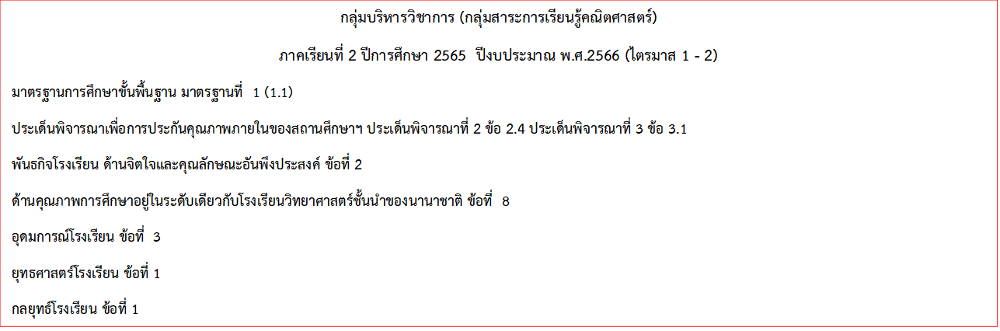 กลุ่มบริหารวิชาการ (กลุ่มสาระการเรียนรู้คณิตศาสตร์)
ภาคเรียนที่ 2 ปีการศึกษา 2565  ปีงบประมาณ พ.ศ.2566 (ไตรมาส 1 - 2)
มาตรฐานการศึกษาขั้นพื้นฐาน มาตรฐานที่  1 (1.1)
ประเด็นพิจารณาเพื่อการประกันคุณภาพภายในของสถานศึกษาฯ ประเด็นพิจารณาที่ 2 ข้อ 2.4 ประเด็นพิจารณาที่ 3 ข้อ 3.1
พันธกิจโรงเรียน ด้านจิตใจและคุณลักษณะอันพึงประสงค์ ข้อที่ 2
ด้านคุณภาพการศึกษาอยู่ในระดับเดียวกับโรงเรียนวิทยาศาสตร์ชั้นนำของนานาชาติ ข้อที่  8
อุดมการณ์โรงเรียน ข้อที่  3
ยุทธศาสตร์โรงเรียน ข้อที่ 1
กลยุทธ์โรงเรียน ข้อที่ 1